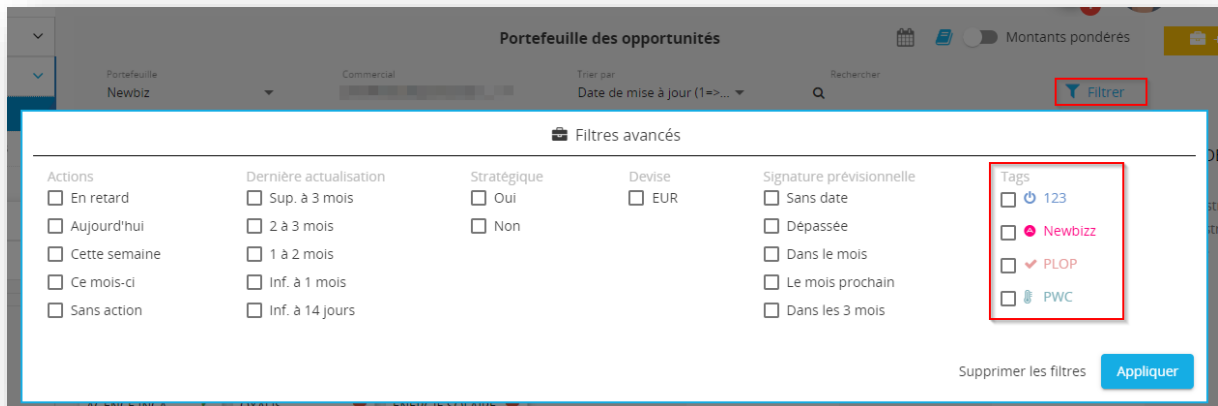 Portefeuille des opportunités
Montants pondérés
Portefeuille
Commercial
Trier par
Rechercher
Newbiz
Date de mise à jour (1=>...
Filtrer
Filtres avancés
Actions
En retard
Aujourd'hui
Cette semaine
Ce mois-ci
Sans action
Dernière actualisation
Sup. à 3 mois
2 à 3 mois
1 à 2 mois
Inf. à 1 mois
Inf. à 14 jours
Stratégique
Oui
Non
Devise
EUR
Signature prévisionnelle
Sans date
Dépassée
Dans le mois
Le mois prochain
Dans les 3 mois
Tags
123
Newbizz
PLOP
PWC
Supprimer les filtres
Appliquer